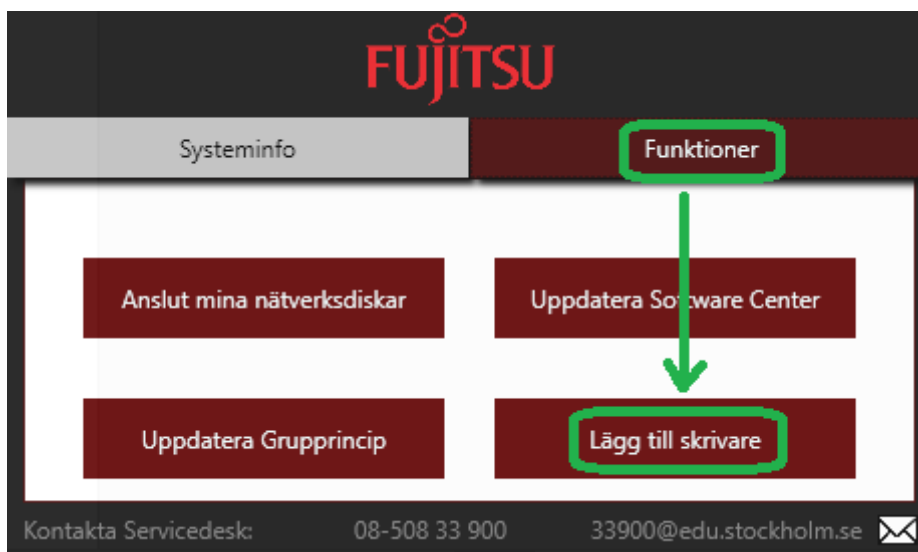 FUJITSU
Systeminfo Funktioner
Anslut mina nätverksdiskar Uppdatera Software Center
Uppdatera Grupprincip Lägg till skrivare
Kontakta Servicedesk: 08-508 33 900 33900@edu.stockholm.se